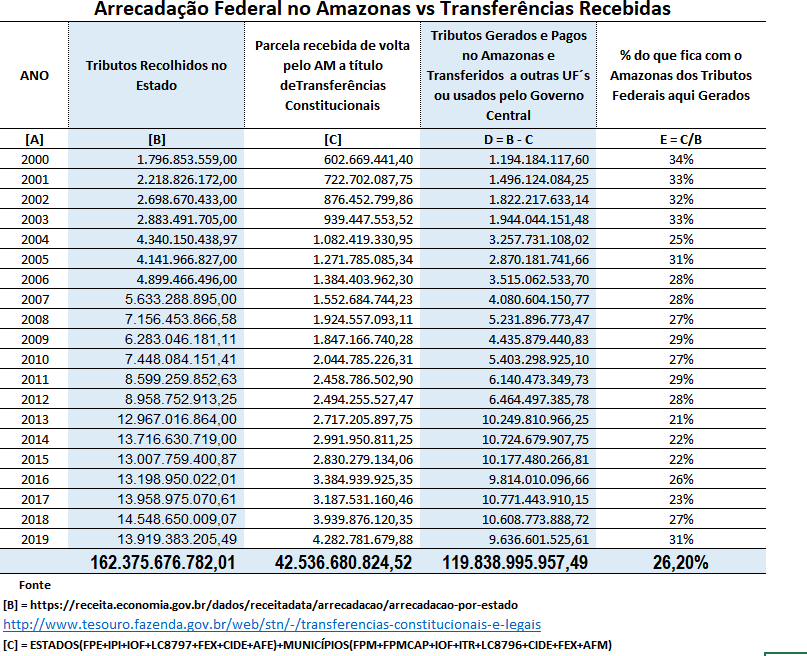 Arrecadação Federal no Amazonas vs Transferências Recebidas
ANO
Tributos Recolhidos no
Estado
Parcela recebida de volta
pelo AM a título
deTransferências
Constitucionais
Tributos Gerados e Pagos
no Amazonas e
Transferidos a outras UF´s
ou usados pelo Governo
Central
% do que fica com o
Amazonas dos Tributos
Federais aqui Gerados
[A] [B] [C] D = B - C E = C/B
2000 1.796.853.559,00 602.669.441,40 1.194.184.117,60 34%
2001 2.218.826.172,00 722.702.087,75 1.496.124.084,25 33%
2002 2.698.670.433,00 876.452.799,86 1.822.217.633,14 32%
2003 2.883.491.705,00 939.447.553,52 1.944.044.151,48 33%
2004 4.340.150.438,97 1.082.419.330,95 3.257.731.108,02 25%
2005 4.141.966.827,00 1.271.785.085,34 2.870.181.741,66 31%
2006 4.899.466.496,00 1.384.403.962,30 3.515.062.533,70 28%
2007 5.633.288.895,00 1.552.684.744,23 4.080.604.150,77 28%
2008 7.156.453.866,58 1.924.557.093,11 5.231.896.773,47 27%
2009 6.283.046.181,11 1.847.166.740,28 4.435.879.440,83 29%
2010 7.448.084.151,41 2.044.785.226,31 5.403.298.925,10 27%
2011 8.599.259.852,63 2.458.786.502,90 6.140.473.349,73 29%
2012 8.958.752.913,25 2.494.255.527,47 6.464.497.385,78 28%
2013 12.967.016.864,00 2.717.205.897,75 10.249.810.966,25 21%
2014 13.716.630.719,00 2.991.950.811,25 10.724.679.907,75 22%
2015 13.007.759.400,87 2.830.279.134,06 10.177.480.266,81 22%
2016 13.198.950.022,01 3.384.939.925,35 9.814.010.096,66 26%
2017 13.958.975.070,61 3.187.531.160,46 10.771.443.910,15 23%
2018 14.548.650.009,07 3.939.876.120,35 10.608.773.888,72 27%
2019 13.919.383.205,49 4.282.781.679,88 9.636.601.525,61 31%
162.375.676.782,01 42.536.680.824,52 119.838.995.957,49 26,20%
Fonte
[B] = https://receita.economia.gov.br/dados/receitadata/arrecadacao/arrecadacao-por-estado
http://www.tesouro.fazenda.gov.br/web/stn/-/transferencias-constitucionais-e-legais
[C] = ESTADOS(FPE+IPI+IOF+LC8797+FEX+CIDE+AFE)+MUNICÍPIOS(FPM+FPMCAP+IOF+ITR+LC8796+CIDE+FEX+AFM)